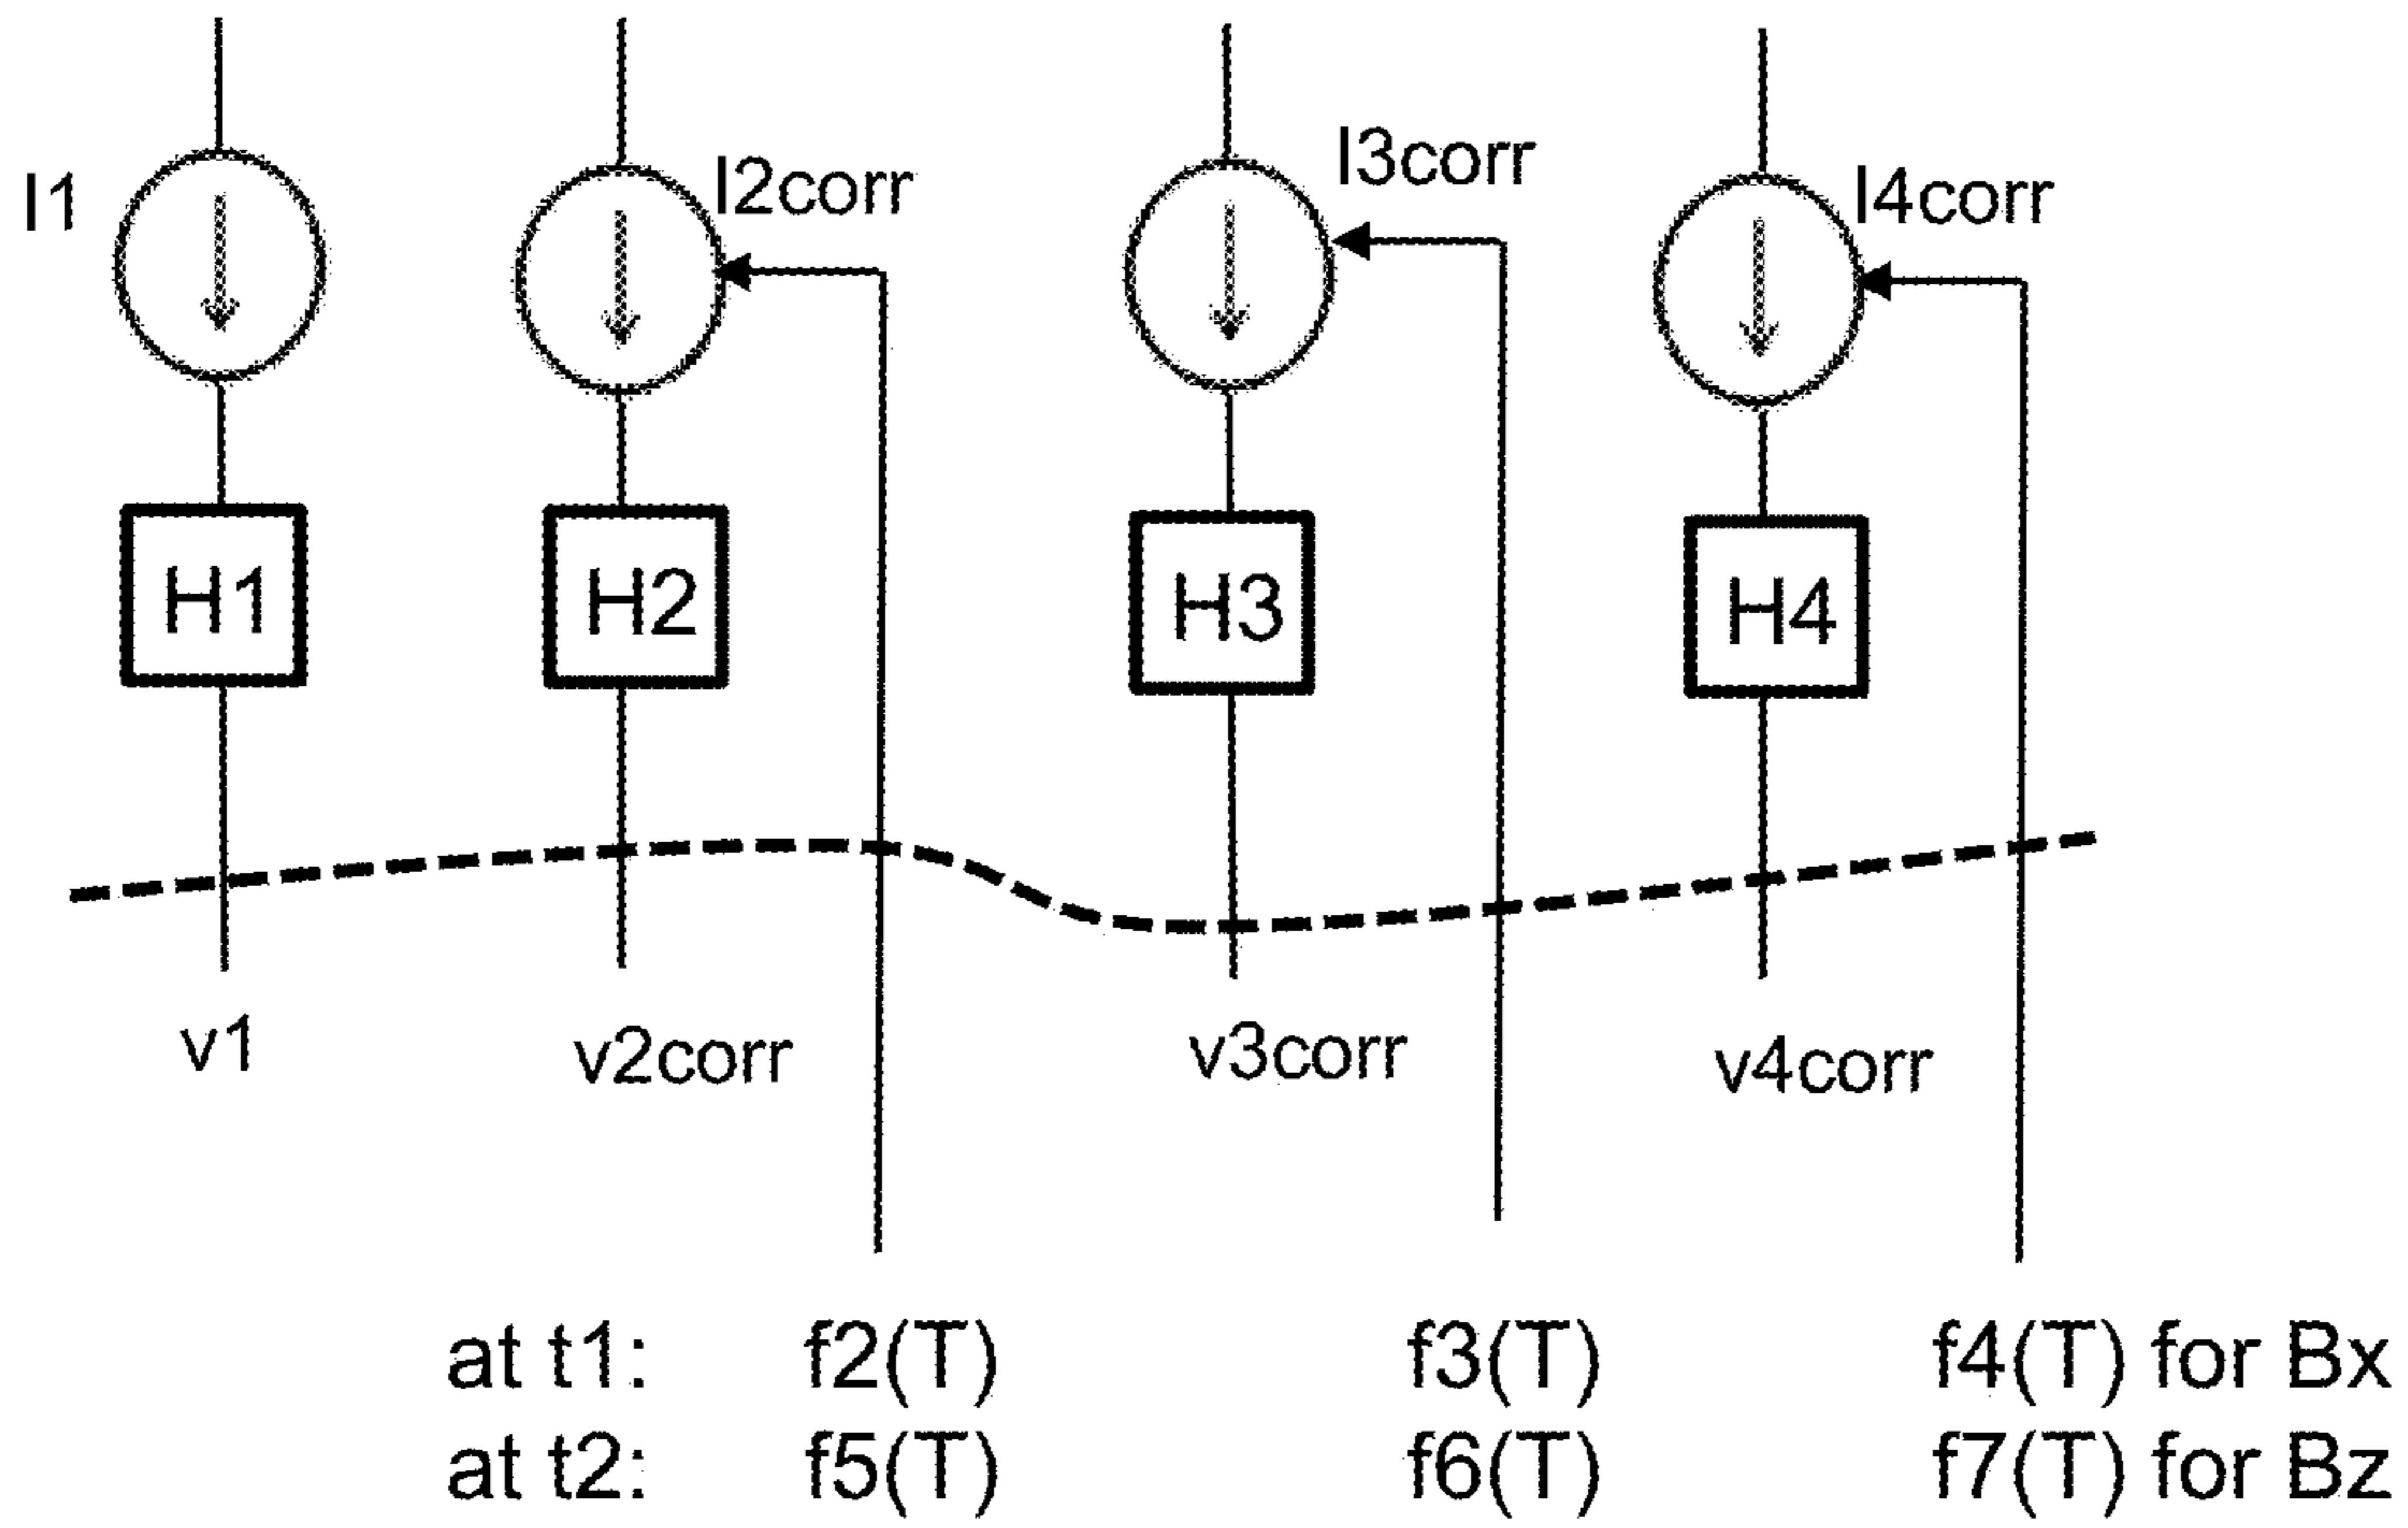 I1
I2corr
I3corr
I4corr
H1
H2
H3
H4
v1
v2corr
v3corr
v4corr
at t1: f2(T) f3(T) f4(T) for Bx
at t2: f5(T) f6(T) f7(T) for Bz